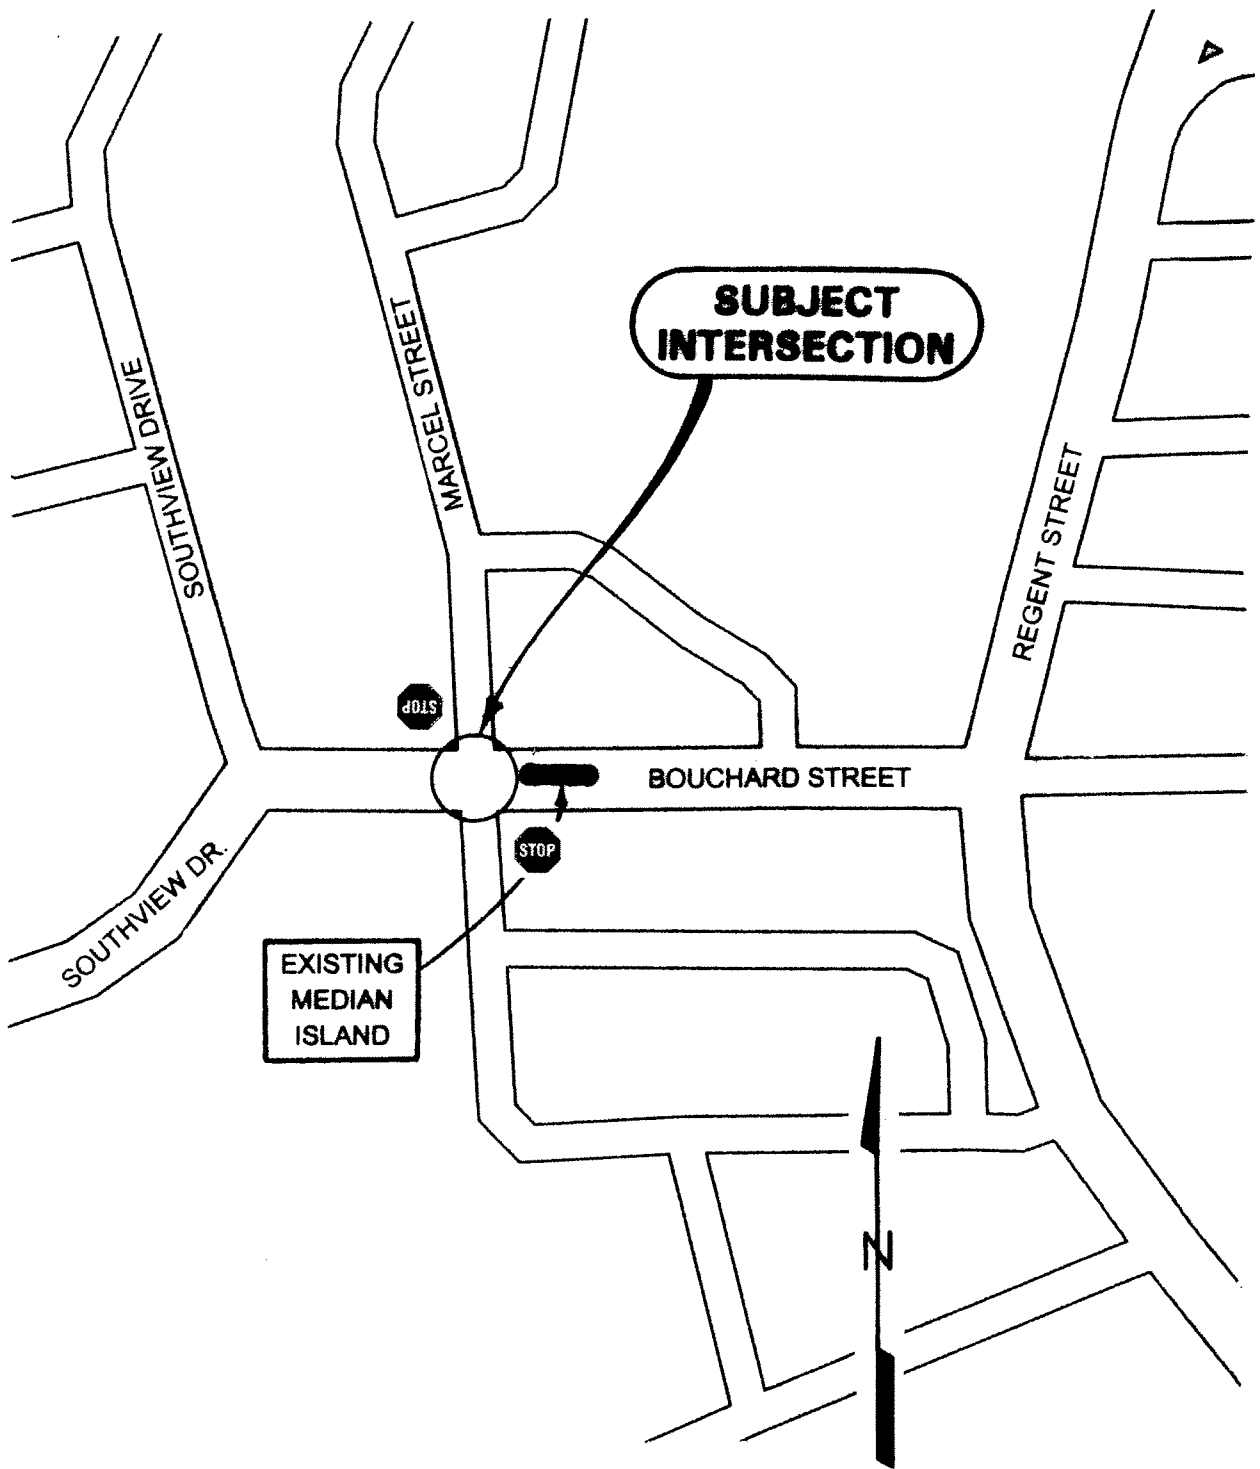 SUBJECT
INTERSECTION
MARCEL STREET
SOUTHVIEW DRIVE
REGENT STREET
STOP
BOUCHARD STREET
STOP
SOUTHVIEW DR.
EXISTING
MEDIAN
ISLAND
N